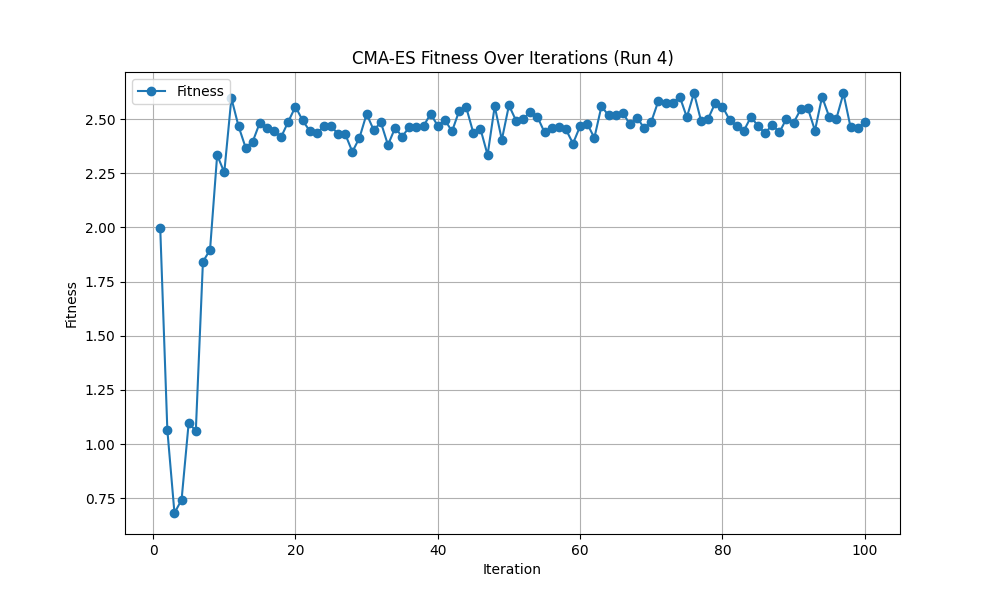 CMA-ES Fitness Over Iterations (Run 4)
Fitness
2.50
2.25
2.00
1.75
1.50
1.25
1.00
0.75
Fitness
0 20 40 60 80 100
Iteration